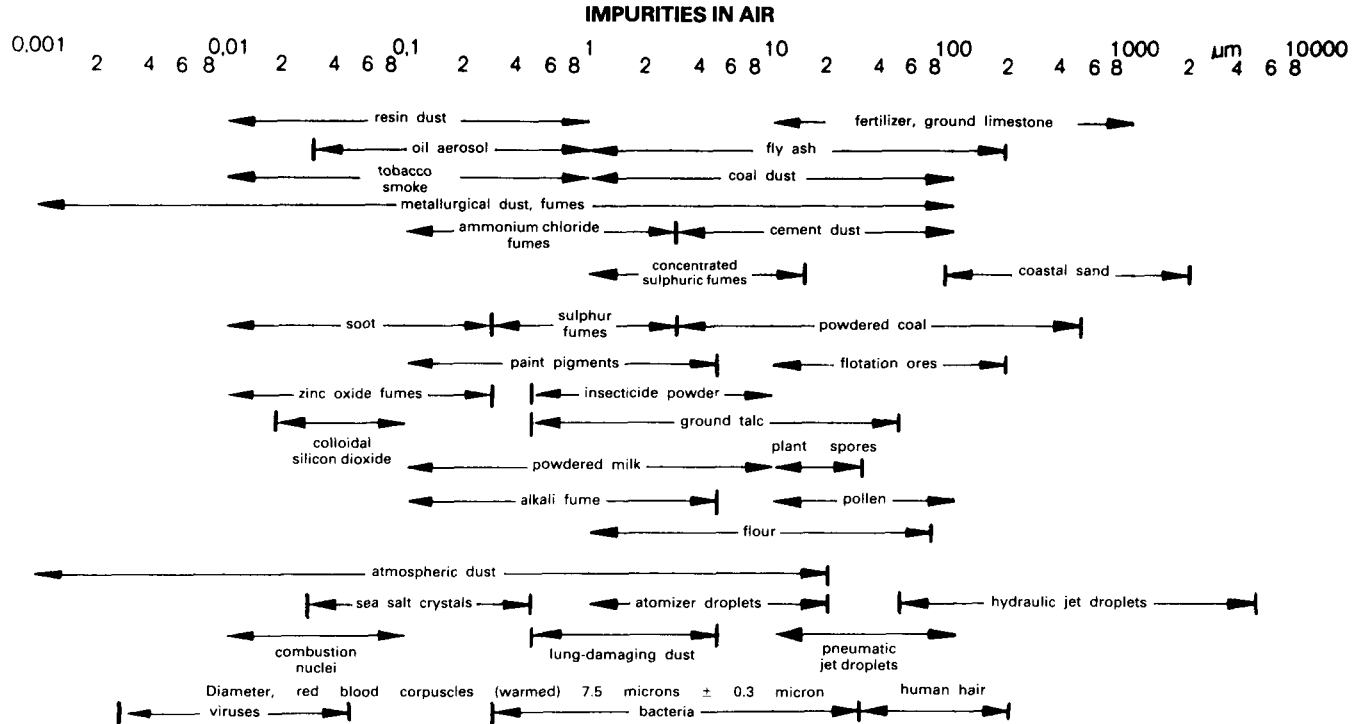 IMPURITIES IN AIR
0.001 0,01 0,1 1 10 100 1000 µm 10000
2 4 6 8 2 4 6 8 2 4 6 8 2 4 6 8 2 4 6 8 2 4 6 8 2 4 6 8
resin dust fertilizer, ground limestone
oil aerosol fly ash
tobacco
smoke
coal dust
metallurgical dust, fumes
ammonium chloride
fumes
cement dust
concentrated
sulphuric fumes
coastal sand
soot
sulphur
fumes
powdered coal
paint pigments flotation ores
zinc oxide fumes insecticide powder
ground talc
colloidal
silicon dioxide
plant spores
powdered milk
alkali fume pollen
flour
atmospheric dust
sea salt crystals atomizer droplets hydraulic jet droplets
combustion
nuclei
lung-damaging dust
pneumatic
jet droplets
Diameter, red blood corpuscles (warmed) 7.5 microns ± 0.3 micron human hair
viruses bacteria